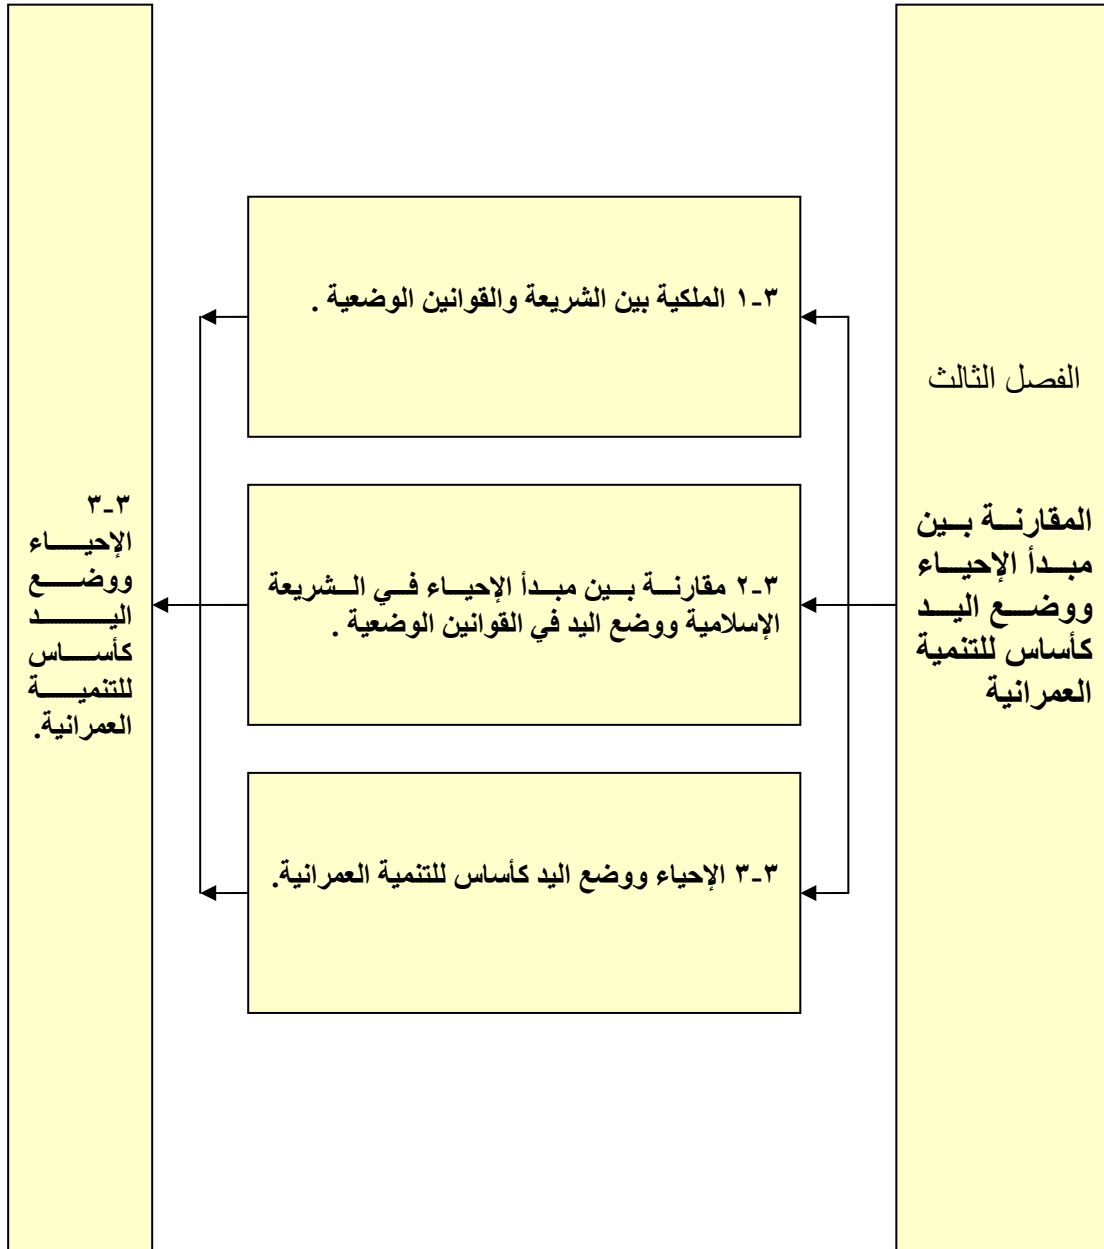 الفصل الثالث
المقارنة بين
مبدأ الإحياء
ووضع اليد
كأساس للتنمية
العمرانية
٣-١ الملكية بين الشريعة والقوانين الوضعية .
٣-٢ مقارنة بين مبدأ الإحياء في الشريعة
الإسلامية ووضع اليد في القوانين الوضعية .
٣-٣ الإحياء ووضع اليد كأساس للتنمية العمرانية.
٣-٣
الإحياء
ووضع
اليد
كأساس
للتنمية
العمرانية.